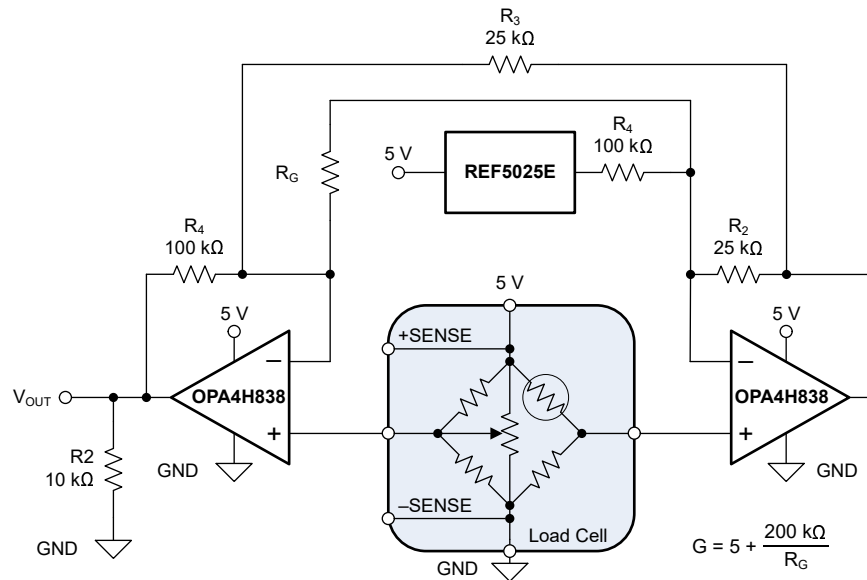 R3
25 kΩ
R4
100 kΩ
5 V
REF5025E
RG
R4
100 kΩ
R2
25 kΩ
5 V
5 V
5 V
+SENSE
OPA4H838
–
+
OPA4H838
–
+
VOUT
R2
10 kΩ
GND
GND
GND
–SENSE
Load Cell
GND
G = 5 + 200 kΩ / RG